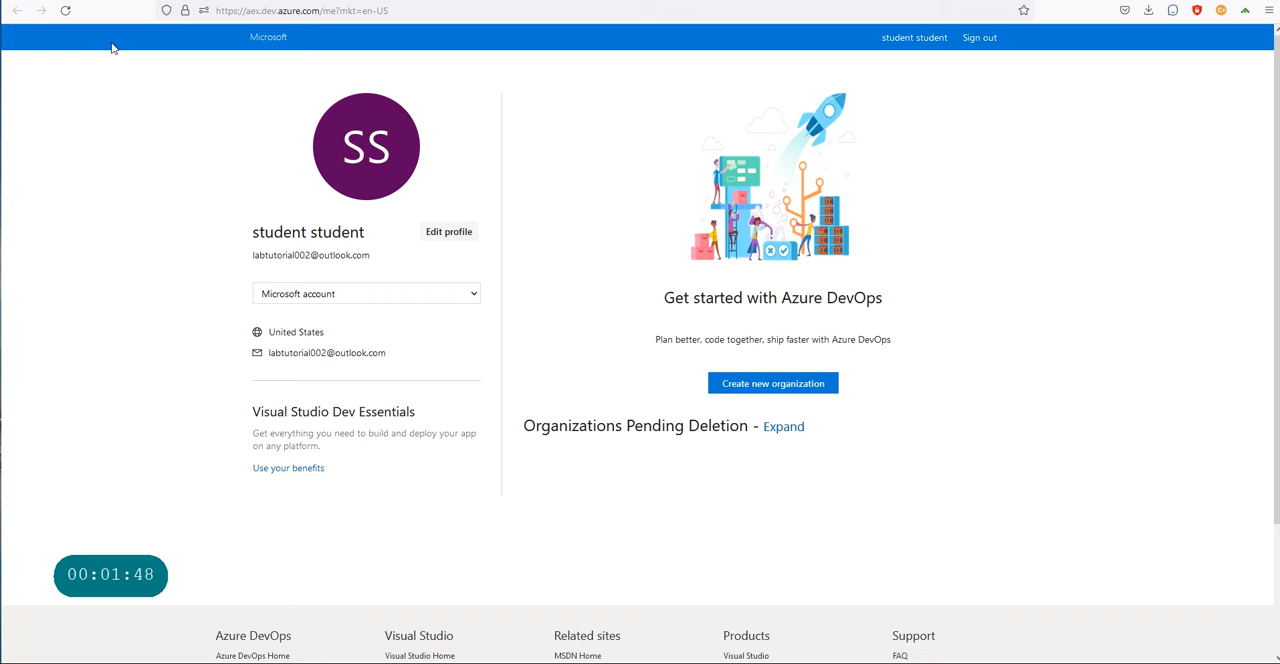 https://aex.dev.azure.com/me?mkt=en-US
Microsoft
student student
Sign out
SS
student student
Edit profile
labtutorial002@outlook.com
Microsoft account
United States
labtutorial002@outlook.com
Visual Studio Dev Essentials
Get everything you need to build and deploy your app
on any platform.
Use your benefits
Get started with Azure DevOps
Plan better, code together, ship faster with Azure DevOps
Create new organization
Organizations Pending Deletion - Expand
00:01:48
Azure DevOps
Visual Studio
Related sites
Products
Support
Azure DevOps Home
Visual Studio Home
MSDN Home
Visual Studio
FAQ